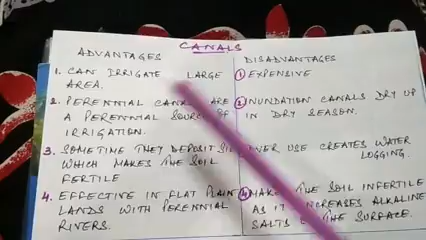 CANALS
ADVANTAGES
1. CAN IRRIGATE LARGE
AREA.
2. PERENNIAL CANALS ARE
A PERENNIAL SOURCE OF
IRRIGATION.
3. SOMETIME THEY DEPOSIT
WHICH MAKES THE SOIL
FERTILE
4. EFFECTIVE IN FLAT PLAIN
LANDS WITH PERENNIAL
RIVERS.
DISADVANTAGES
1 EXPENSIVE
2 INUNDATION CANALS DRY UP
IN DRY SEASON.
OVER USE CREATES WATER
LOGGING.
MAKE THE SOIL INFERTILE
AS IT INCREASES ALKALINE
SALTS THE SURFACE.